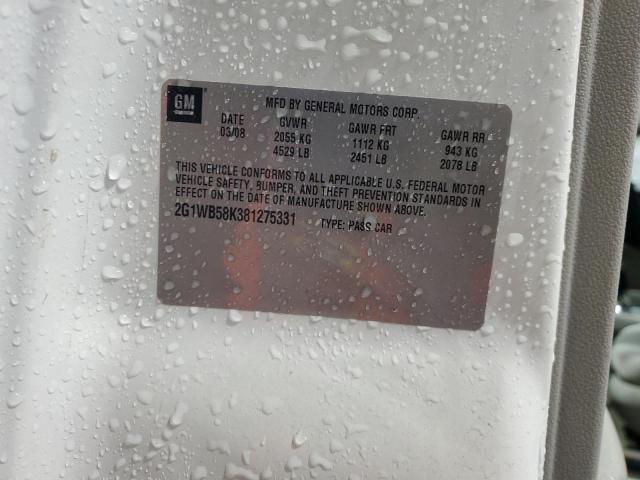 GM
MFD BY GENERAL MOTORS CORP.
DATE GVWR GAWR FRT GAWR RR
03/08 2055 KG 1112 KG 943 KG
4529 LB 2451 LB 2078 LB
THIS VEHICLE CONFORMS TO ALL APPLICABLE U.S. FEDERAL MOTOR
VEHICLE SAFETY, BUMPER, AND THEFT PREVENTION STANDARDS IN
EFFECT ON THE DATE OF MANUFACTURE SHOWN ABOVE.
2G1WB58K381275331 TYPE: PASS CAR